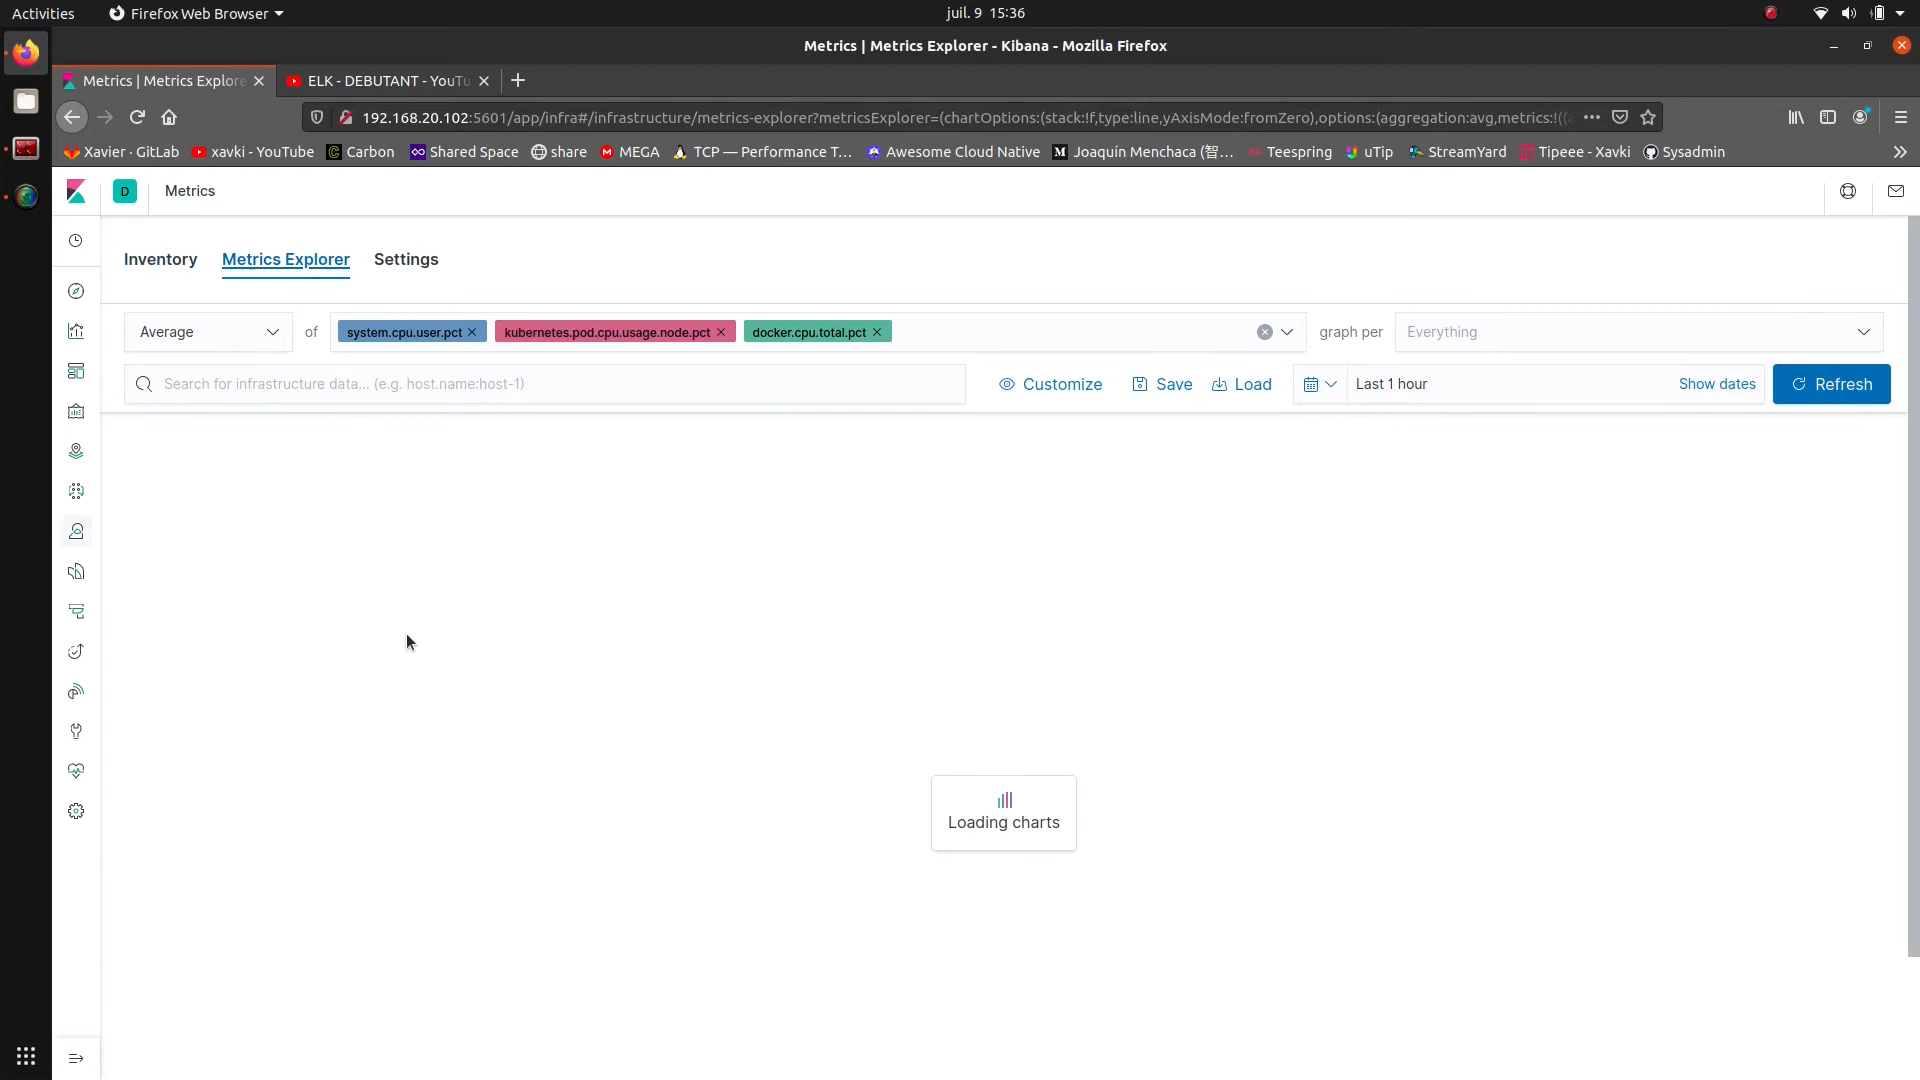 Activities
Firefox Web Browser
juil. 9 15:36
Metrics | Metrics Explorer - Kibana - Mozilla Firefox
Metrics | Metrics Explore
ELK - DEBUTANT - YouTu
192.168.20.102:5601/app/infra#/infrastructure/metrics-explorer?metricsExplorer=(chartOptions:(stack:!f,type:line,yAxisMode:fromZero),options:(aggregation:avg,metrics:!((a
Xavier · GitLab
xavki - YouTube
Carbon
Shared Space
share
MEGA
TCP — Performance T…
Awesome Cloud Native
Joaquín Menchaca (智…
Teespring
uTip
StreamYard
Tipeee - Xavki
Sysadmin
D
Metrics
Inventory
Metrics Explorer
Settings
Average
of
system.cpu.user.pct
kubernetes.pod.cpu.usage.node.pct
docker.cpu.total.pct
graph per
Everything
Search for infrastructure data... (e.g. host.name:host-1)
Customize
Save
Load
Last 1 hour
Show dates
Refresh
Loading charts